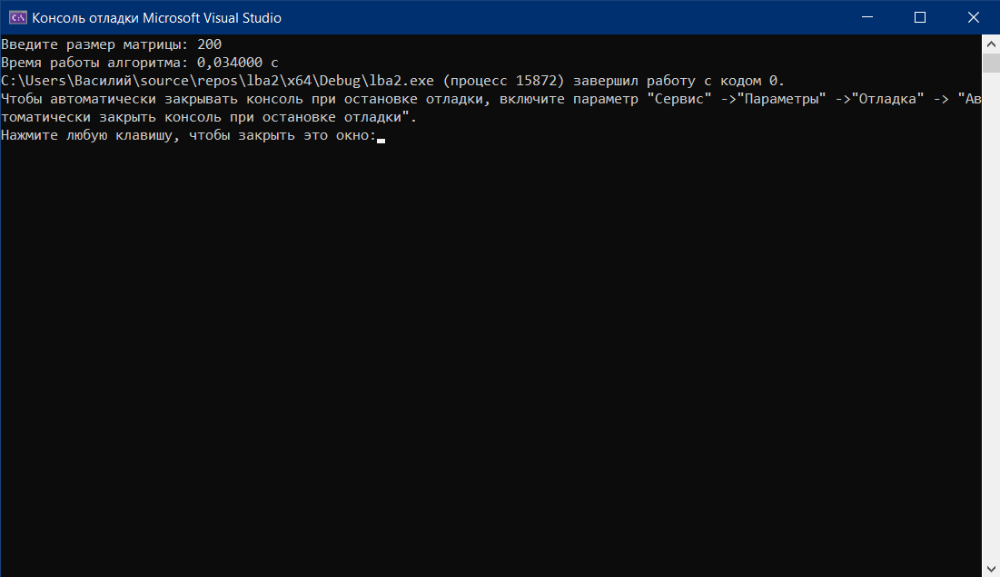 Консоль отладки Microsoft Visual Studio
Введите размер матрицы: 200
Время работы алгоритма: 0,034000 с
C:\Users\Василий\source\repos\lba2\x64\Debug\lba2.exe (процесс 15872) завершил работу с кодом 0.
Чтобы автоматически закрывать консоль при остановке отладки, включите параметр "Сервис" ->"Параметры" ->"Отладка" -> "Ав
томатически закрыть консоль при остановке отладки".
Нажмите любую клавишу, чтобы закрыть это окно: